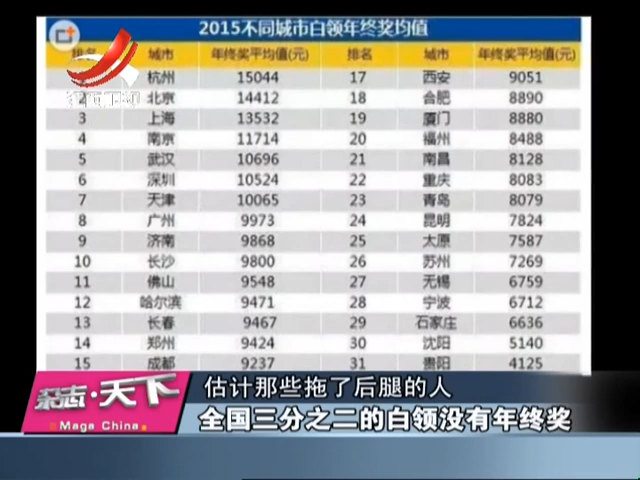 2015不同城市白领年终奖均值
排名 城市 年终奖平均值(元) 排名 城市 年终奖平均值(元)
杭州 15044 17 西安 9051
2 北京 14412 18 合肥 8890
3 上海 13532 19 厦门 8880
4 南京 11714 20 福州 8488
5 武汉 10696 21 南昌 8128
6 深圳 10524 22 重庆 8083
7 天津 10065 23 青岛 8079
8 广州 9973 24 昆明 7824
9 济南 9868 25 太原 7587
10 长沙 9800 26 苏州 7269
11 佛山 9548 27 无锡 6759
12 哈尔滨 9471 28 宁波 6712
13 长春 9467 29 石家庄 6636
14 郑州 9424 30 沈阳 5140
15 成都 9237 31 贵阳 4125
估计那些拖了后腿的人
杂志·天下
Maga China
全国三分之二的白领没有年终奖